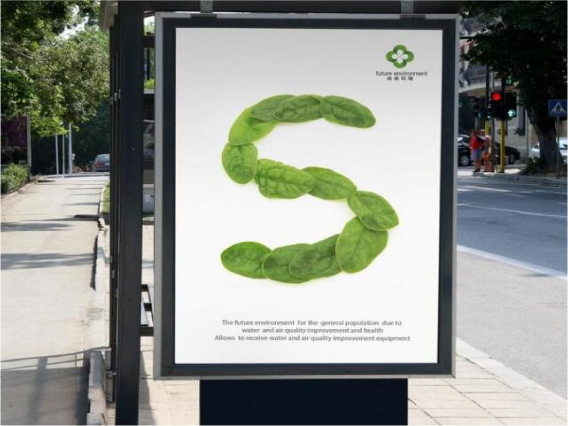 future environment
未来环境
S
The future environment for the general population due to
water and air quality improvement and health
Allows to receive water and air quality improvement equipment